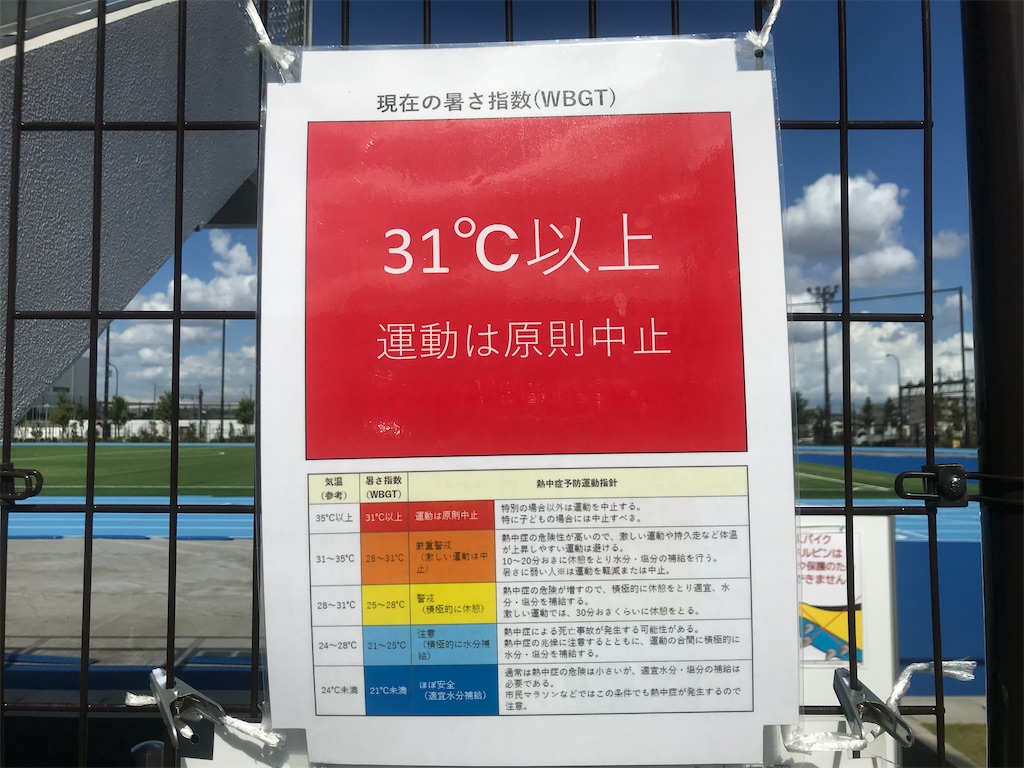 現在の暑さ指数(WBGT)
31℃以上
運動は原則中止
気温
(参考)
暑さ指数
(WBGT)
熱中症予防運動指針
35℃以上
31℃以上
運動は原則中止
特別の場合以外は運動を中止する。
特に子どもの場合には中止すべき。
31～35℃
28～31℃
厳重警戒
(激しい運動は中
止)
熱中症の危険性が高いので、激しい運動や持久走など体温
が上昇しやすい運動は避ける。
10～20分おきに休憩をとり水分・塩分の補給を行う。
暑さに弱い人※は運動を軽減または中止。
28～31℃
25～28℃
警戒
(積極的に休憩)
熱中症の危険が増すので、積極的に休憩をとり適宜、水
分・塩分を補給する。
激しい運動では、30分おきくらいに休憩をとる。
24～28℃
21～25℃
注意
(積極的に水分補
給)
熱中症による死亡事故が発生する可能性がある。
熱中症の兆候に注意するとともに、運動の合間に積極的に
水分・塩分を補給する。
24℃未満
21℃未満
ほぼ安全
(適宜水分補給)
通常は熱中症の危険は小さいが、適宜水分・塩分の補給は
必要である。
市民マラソンなどではこの条件でも熱中症が発生するので
注意。
パイク
ピンは
保護のた
きません